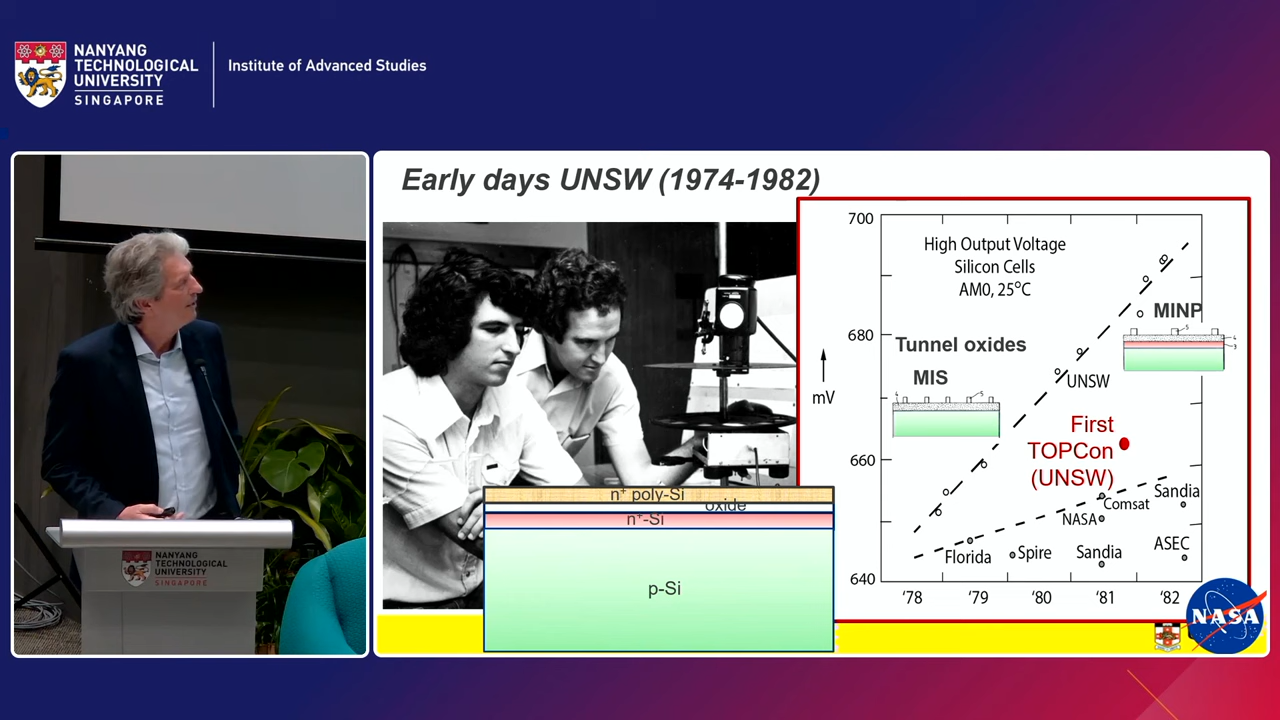 NANYANG
TECHNOLOGICAL
UNIVERSITY
SINGAPORE
Institute of Advanced Studies
Early days UNSW (1974-1982)
700
High Output Voltage
Silicon Cells
AM0, 25°C
MINP
680
Tunnel oxides
MIS
UNSW
mV
First
TOPCon
(UNSW)
660
Sandia
Comsat
NASA
Florida
Spire
Sandia
ASEC
640
'78
'79
'80
'81
'82
n⁺ poly-Si
oxide
n⁺-Si
p-Si
NASA
NANYANG
TECHNOLOGICAL
UNIVERSITY
SINGAPORE